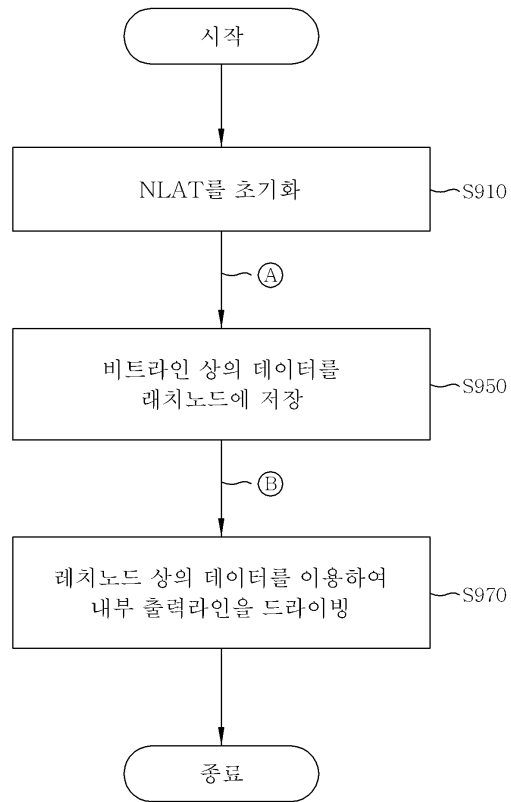 시작
NLAT를 초기화
S910
A
비트라인 상의 데이터를
래치노드에 저장
S950
B
레치노드 상의 데이터를 이용하여
내부 출력라인을 드라이빙
S970
종료